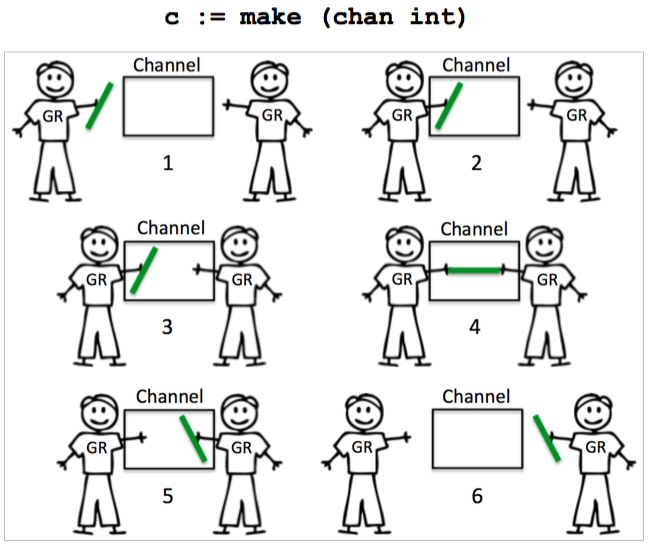 c := make (chan int)
Channel
Channel
GR
GR
GR
GR
1
2
Channel
Channel
GR
GR
GR
GR
3
4
Channel
Channel
GR
GR
GR
GR
5
6